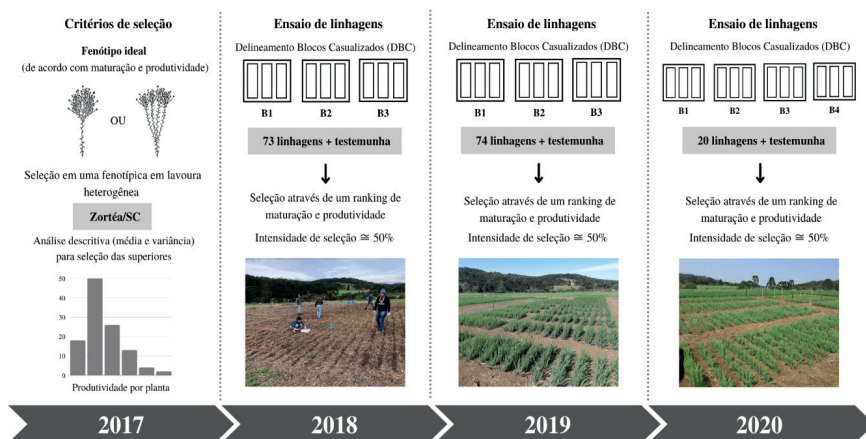 Critérios de seleção
Fenótipo ideal
(de acordo com maturação e produtividade)
OU
Seleção em uma fenotípica em lavoura
heterogênea
Zortéa/SC
Análise descritiva (média e variância)
para seleção das superiores
50
40
30
20
10
0
Produtividade por planta
2017
Ensaio de linhagens
Delineamento Blocos Casualizados (DBC)
B1 B2 B3
73 linhagens + testemunha
Seleção através de um ranking de
maturação e produtividade
Intensidade de seleção ≅ 50%
2018
Ensaio de linhagens
Delineamento Blocos Casualizados (DBC)
B1 B2 B3
74 linhagens + testemunha
Seleção através de um ranking de
maturação e produtividade
Intensidade de seleção ≅ 50%
2019
Ensaio de linhagens
Delineamento Blocos Casualizados (DBC)
B1 B2 B3 B4
20 linhagens + testemunha
Seleção através de um ranking de
maturação e produtividade
Intensidade de seleção ≅ 50%
2020